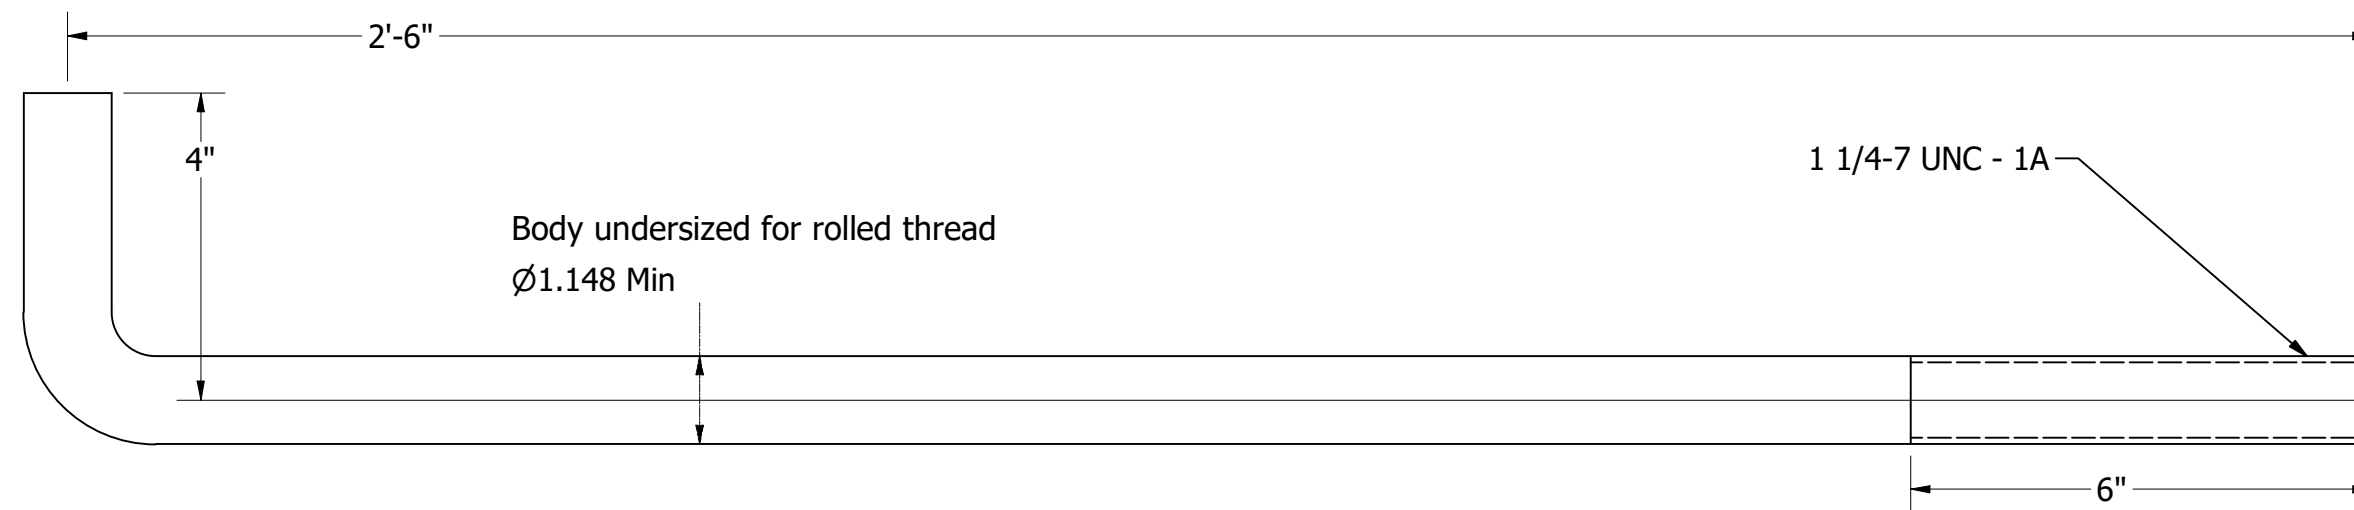 2'-6"
4"
1 1/4-7 UNC - 1A
Body undersized for rolled thread
Ø1.148 Min
6"